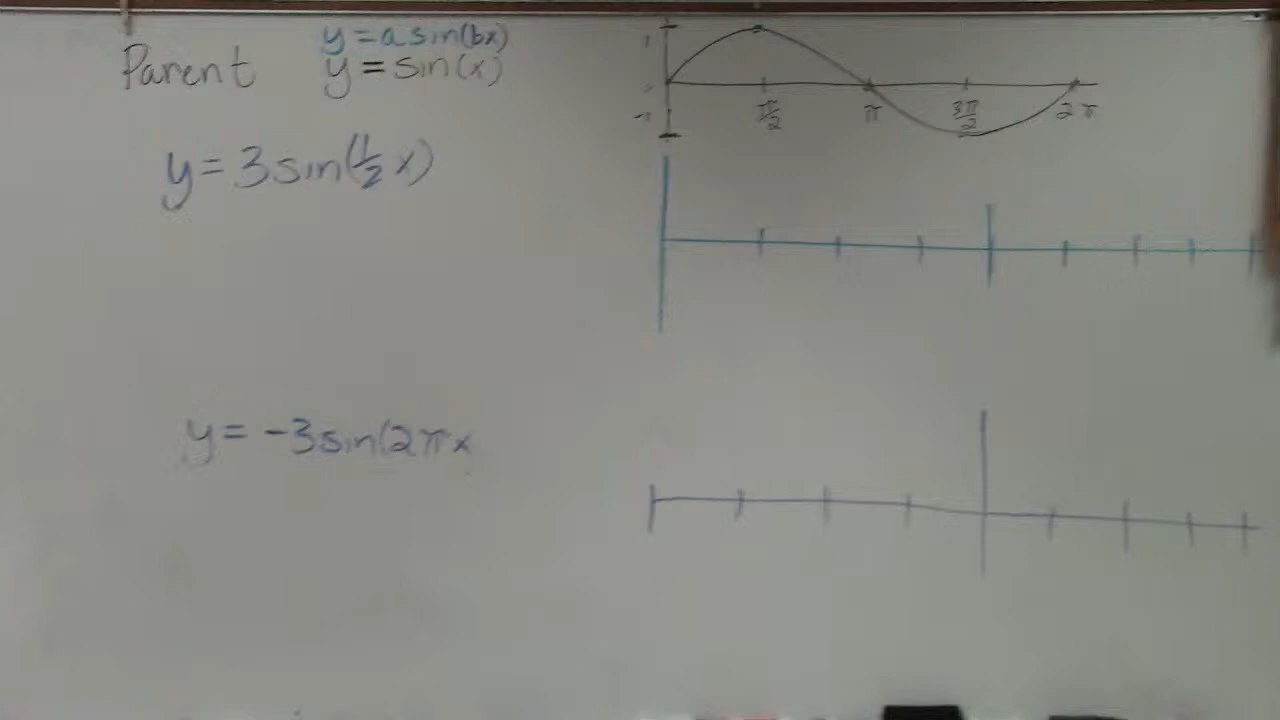 y = a sin(bx)
Parent y = sin(x)
y = 3 sin(1/2 x)
y = -3 sin(2πx
1
-1
π/2 π 3π/2 2π